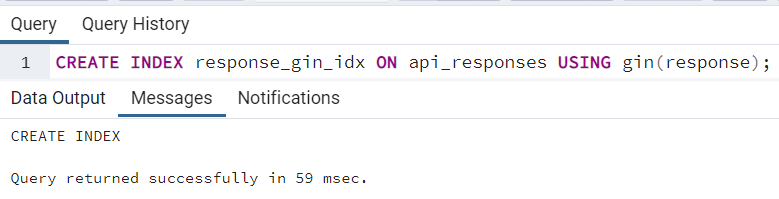 Query Query History
1 CREATE INDEX response_gin_idx ON api_responses USING gin(response);
Data Output Messages Notifications
CREATE INDEX
Query returned successfully in 59 msec.